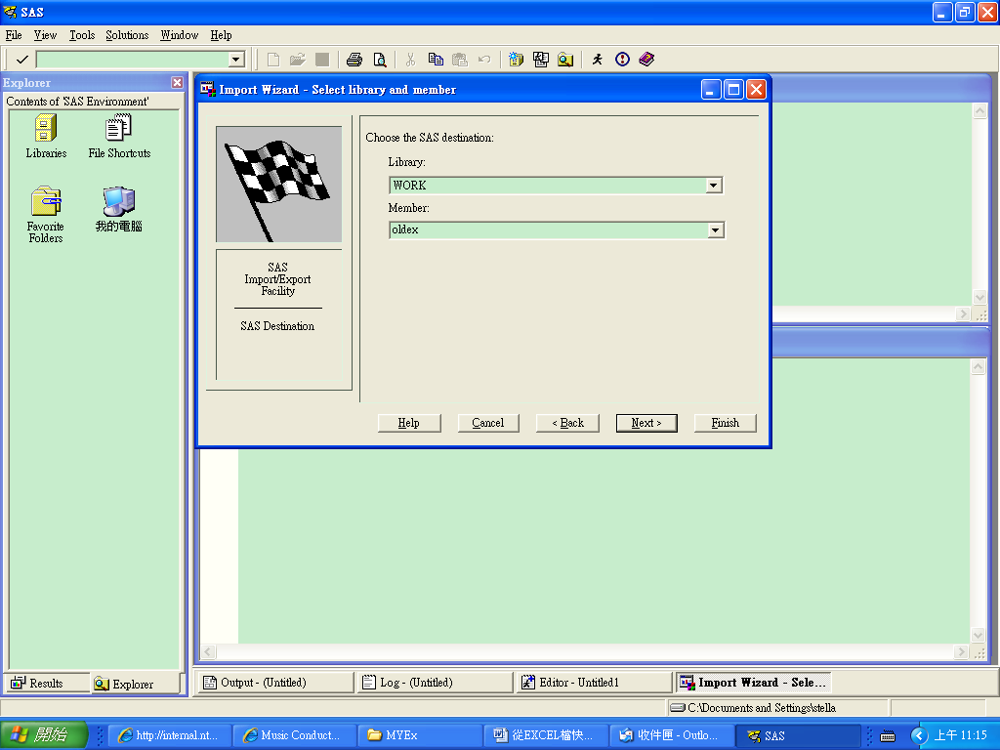 SAS
File View Tools Solutions Window Help
Explorer
Contents of 'SAS Environment'
Libraries
File Shortcuts
Favorite
Folders
我的電腦
Import Wizard - Select library and member
SAS
Import/Export
Facility
SAS Destination
Choose the SAS destination:
Library:
WORK
Member:
oldex
Help Cancel < Back Next > Finish
Results Explorer
Output - (Untitled) Log - (Untitled) Editor - Untitled1 Import Wizard - Sele...
C:\Documents and Settings\stella
開始 http://internal.nt... Music Conduct... MYEx 從EXCEL檔快... 收件匣 - Outlo... SAS 上午 11:15